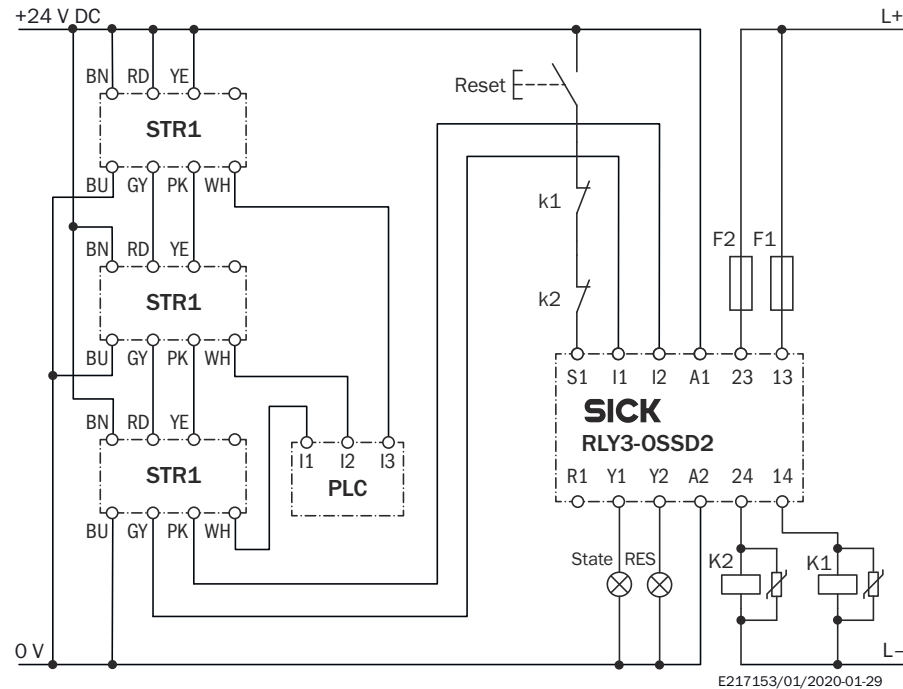 +24 V DC L+
BN RD YE
STR1
BU GY PK WH
BN RD YE
STR1
BU GY PK WH
BN RD YE
STR1
BU GY PK WH
I1 I2 I3
PLC
Reset
k1
k2
F2 F1
S1 I1 I2 A1 23 13
SICK
RLY3-OSSD2
R1 Y1 Y2 A2 24 14
State RES
K2 K1
0 V L–
E217153/01/2020-01-29